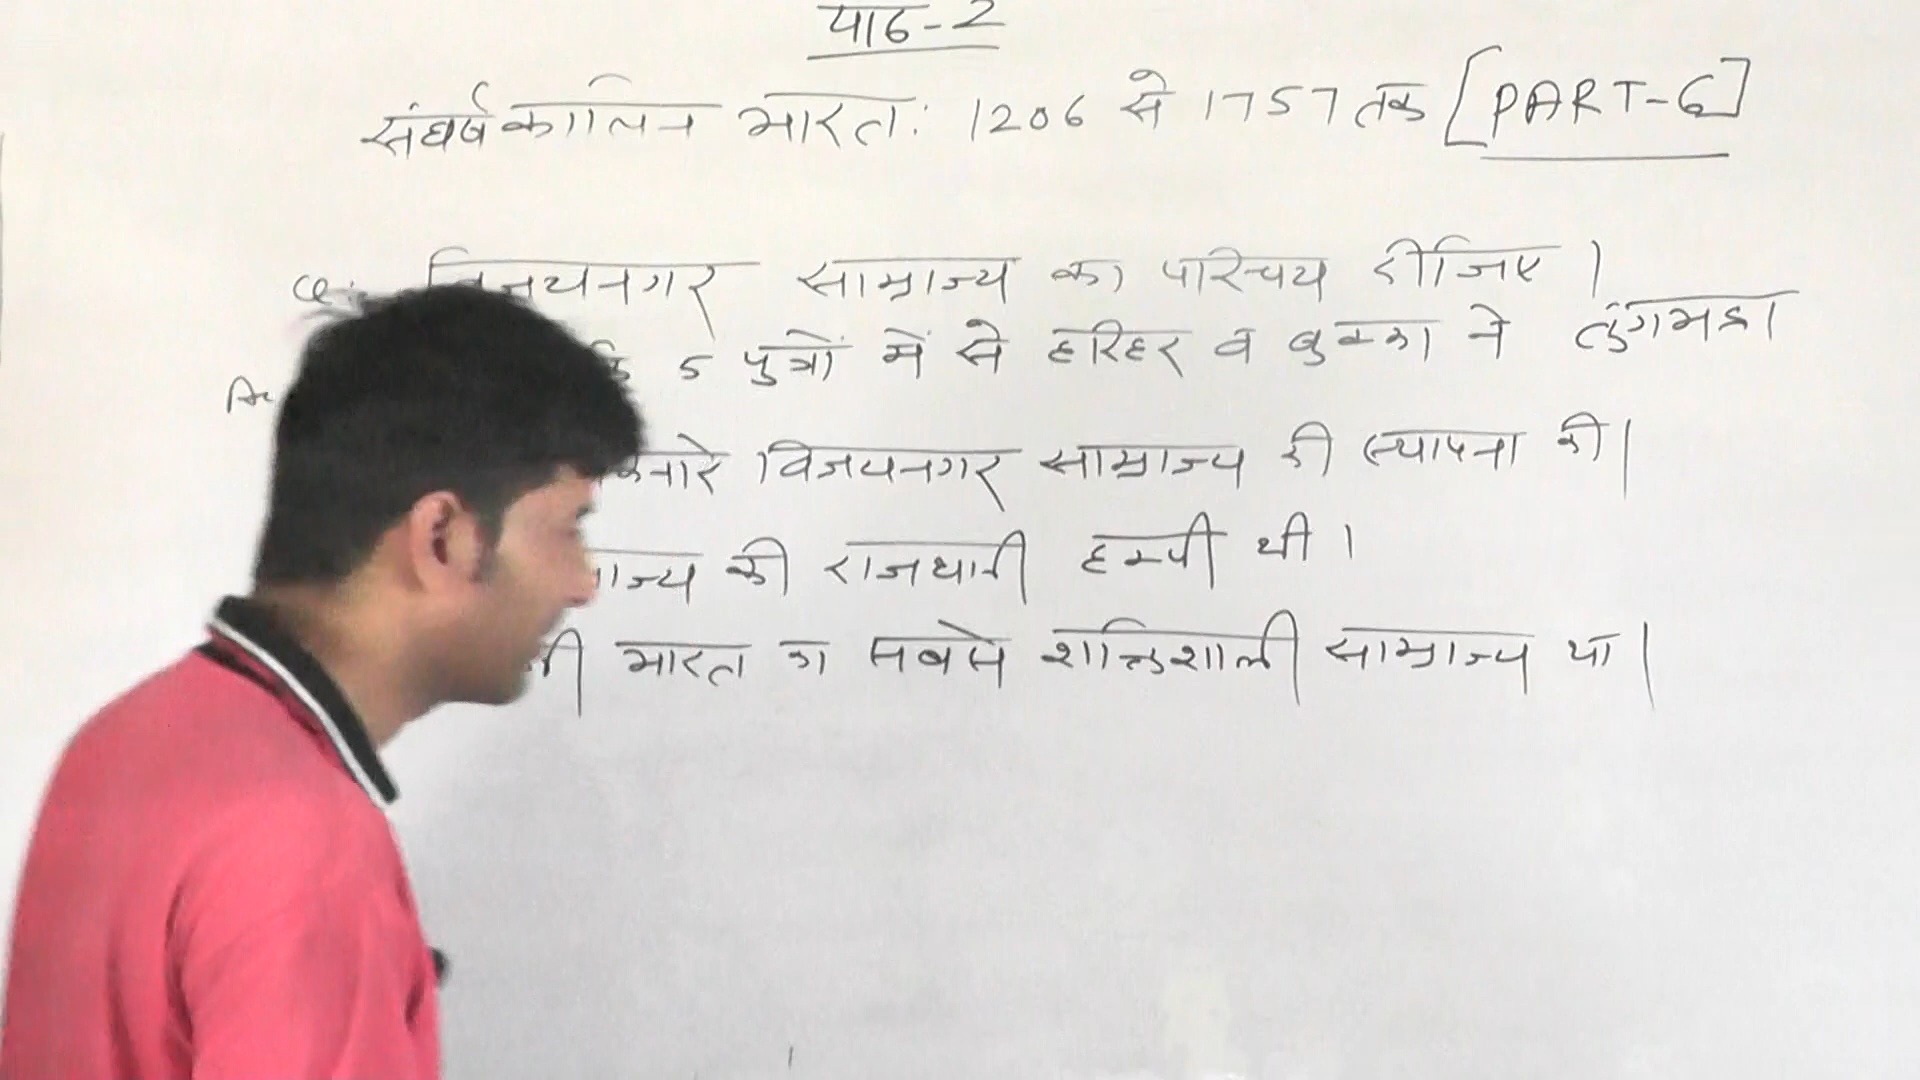 पाठ-2
संघर्षकालिन भारत: 1206 से 1757 तक [PART-6]
विजयनगर साम्राज्य का परिचय दीजिए।
5 पुत्रों में से हरिहर व बुक्का ने तुंगभद्रा
विजयनगर साम्राज्य की स्थापना की।
की राजधानी हम्पी थी।
भारत का सबसे शक्तिशाली साम्राज्य था।